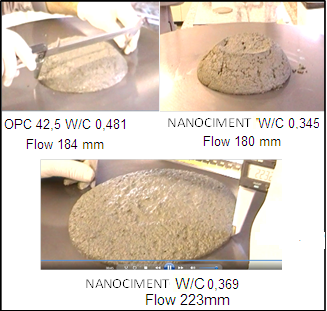 OPC 42,5 W/C 0,481
Flow 184 mm
NANOCIMENT W/C 0,345
Flow 180 mm
NANOCIMENT W/C 0,369
Flow 223mm